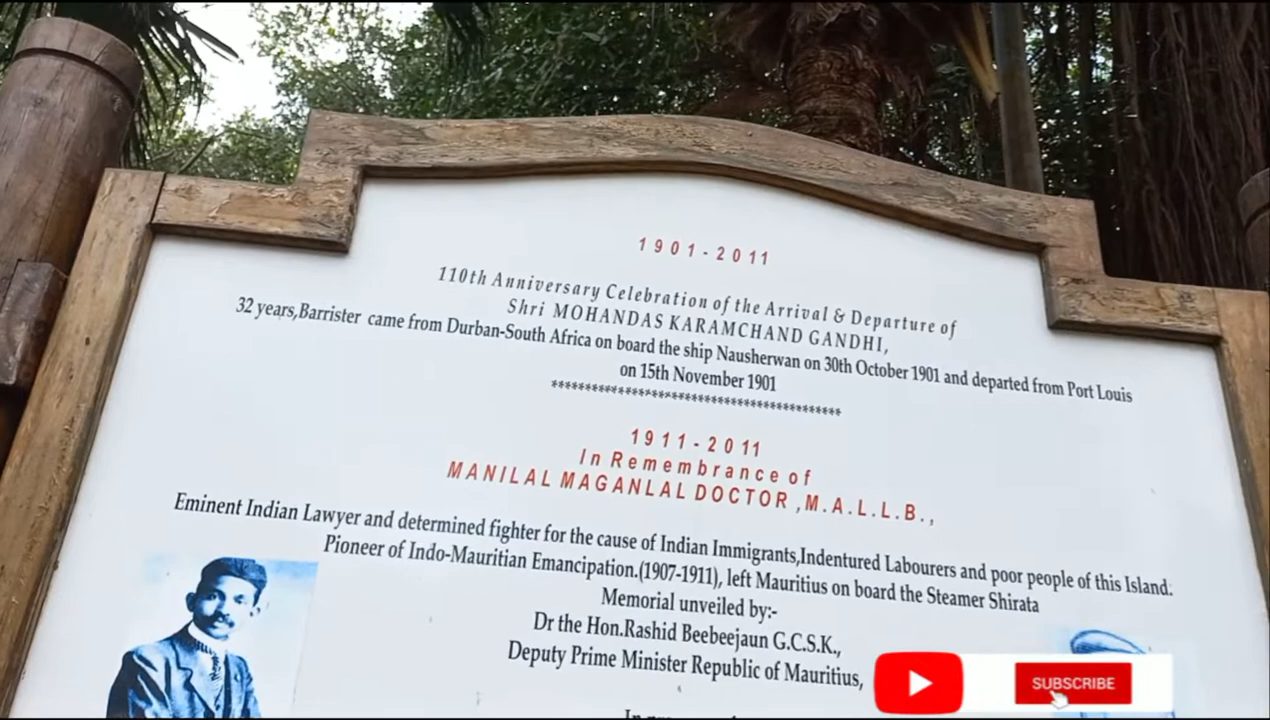 1901-2011
110th Anniversary Celebration of the Arrival & Departure of
Shri MOHANDAS KARAMCHAND GANDHI,
32 years,Barrister came from Durban-South Africa on board the ship Nausherwan on 30th October 1901 and departed from Port Louis
on 15th November 1901
*******************************************
1911-2011
In Remembrance of
MANILAL MAGANLAL DOCTOR ,M.A.L.L.B.,
Eminent Indian Lawyer and determined fighter for the cause of Indian Immigrants,Indentured Labourers and poor people of this Island:
Pioneer of Indo-Mauritian Emancipation.(1907-1911), left Mauritius on board the Steamer Shirata
Memorial unveiled by:-
Dr the Hon.Rashid Beebeejaun G.C.S.K.,
Deputy Prime Minister Republic of Mauritius,
SUBSCRIBE